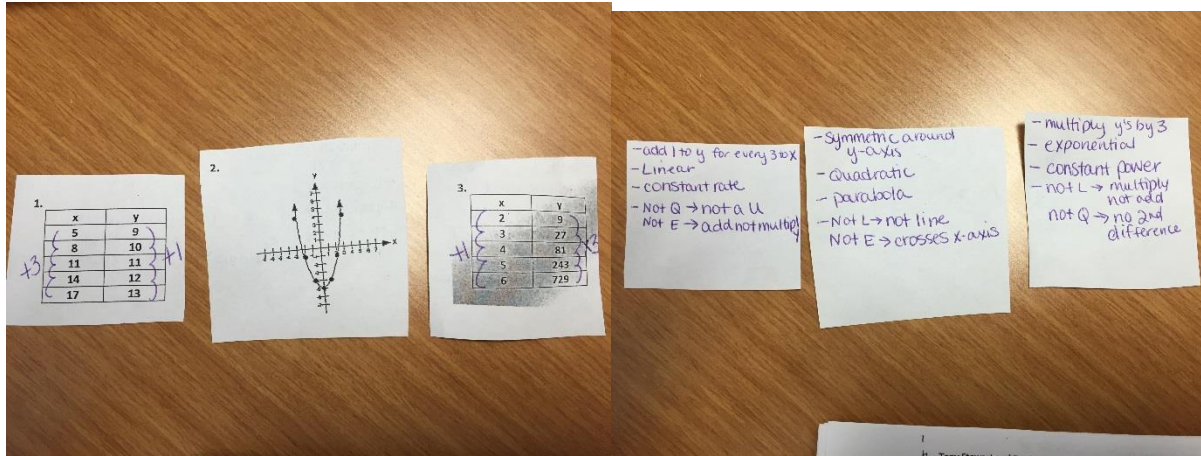 1.
x y
5 9
8 10
11 11
14 12
17 13
+3
+1
2.
y
x
3.
x y
2 9
3 27
4 81
5 243
6 729
+1
x3
- add 1 to y for every 3 to x
- Linear
- constant rate
- Not Q → not a U
Not E → add not multiply
- Symmetric around
y-axis
- Quadratic
- parabola
- Not L → not line
Not E → crosses x-axis
- multiply y's by 3
- exponential
- constant power
- not L → multiply
not add
not Q → no 2nd
difference